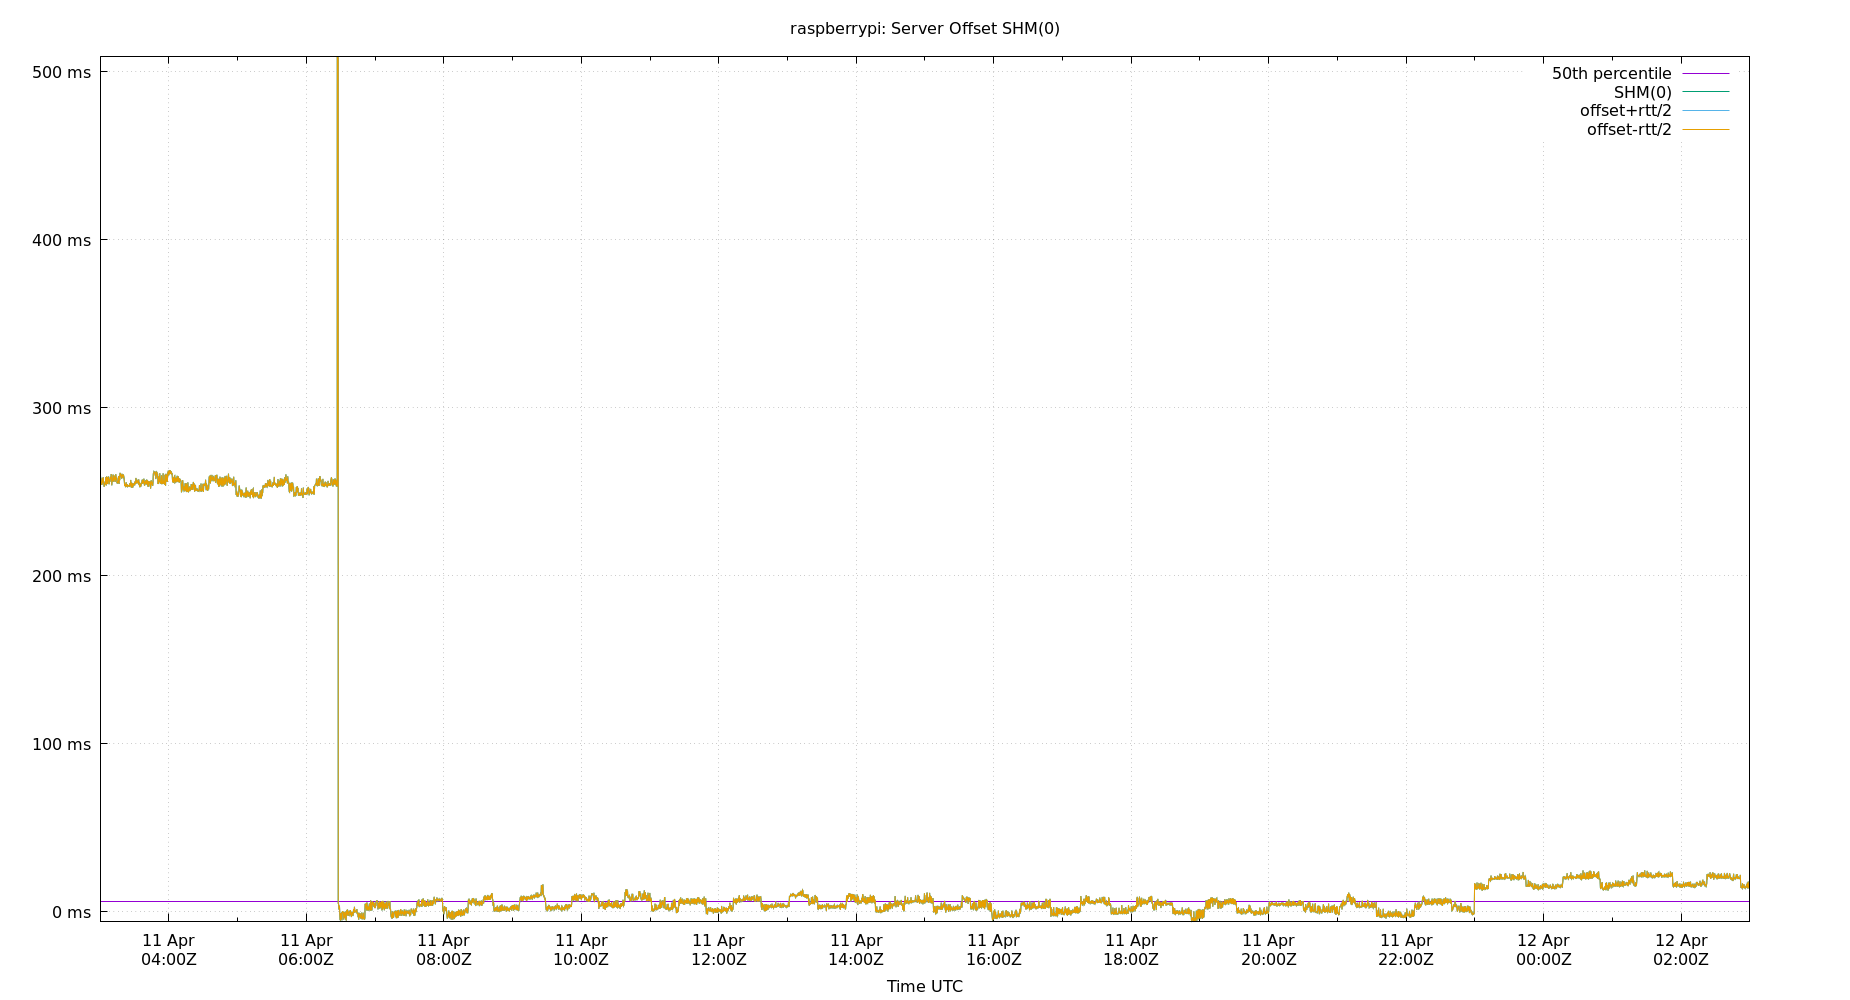 raspberrypi: Server Offset SHM(0)
500 ms
400 ms
300 ms
200 ms
100 ms
0 ms
50th percentile
SHM(0)
offset+rtt/2
offset-rtt/2
11 Apr 11 Apr 11 Apr 11 Apr 11 Apr 11 Apr 11 Apr 11 Apr 11 Apr 11 Apr 12 Apr 12 Apr
04:00Z 06:00Z 08:00Z 10:00Z 12:00Z 14:00Z 16:00Z 18:00Z 20:00Z 22:00Z 00:00Z 02:00Z
Time UTC